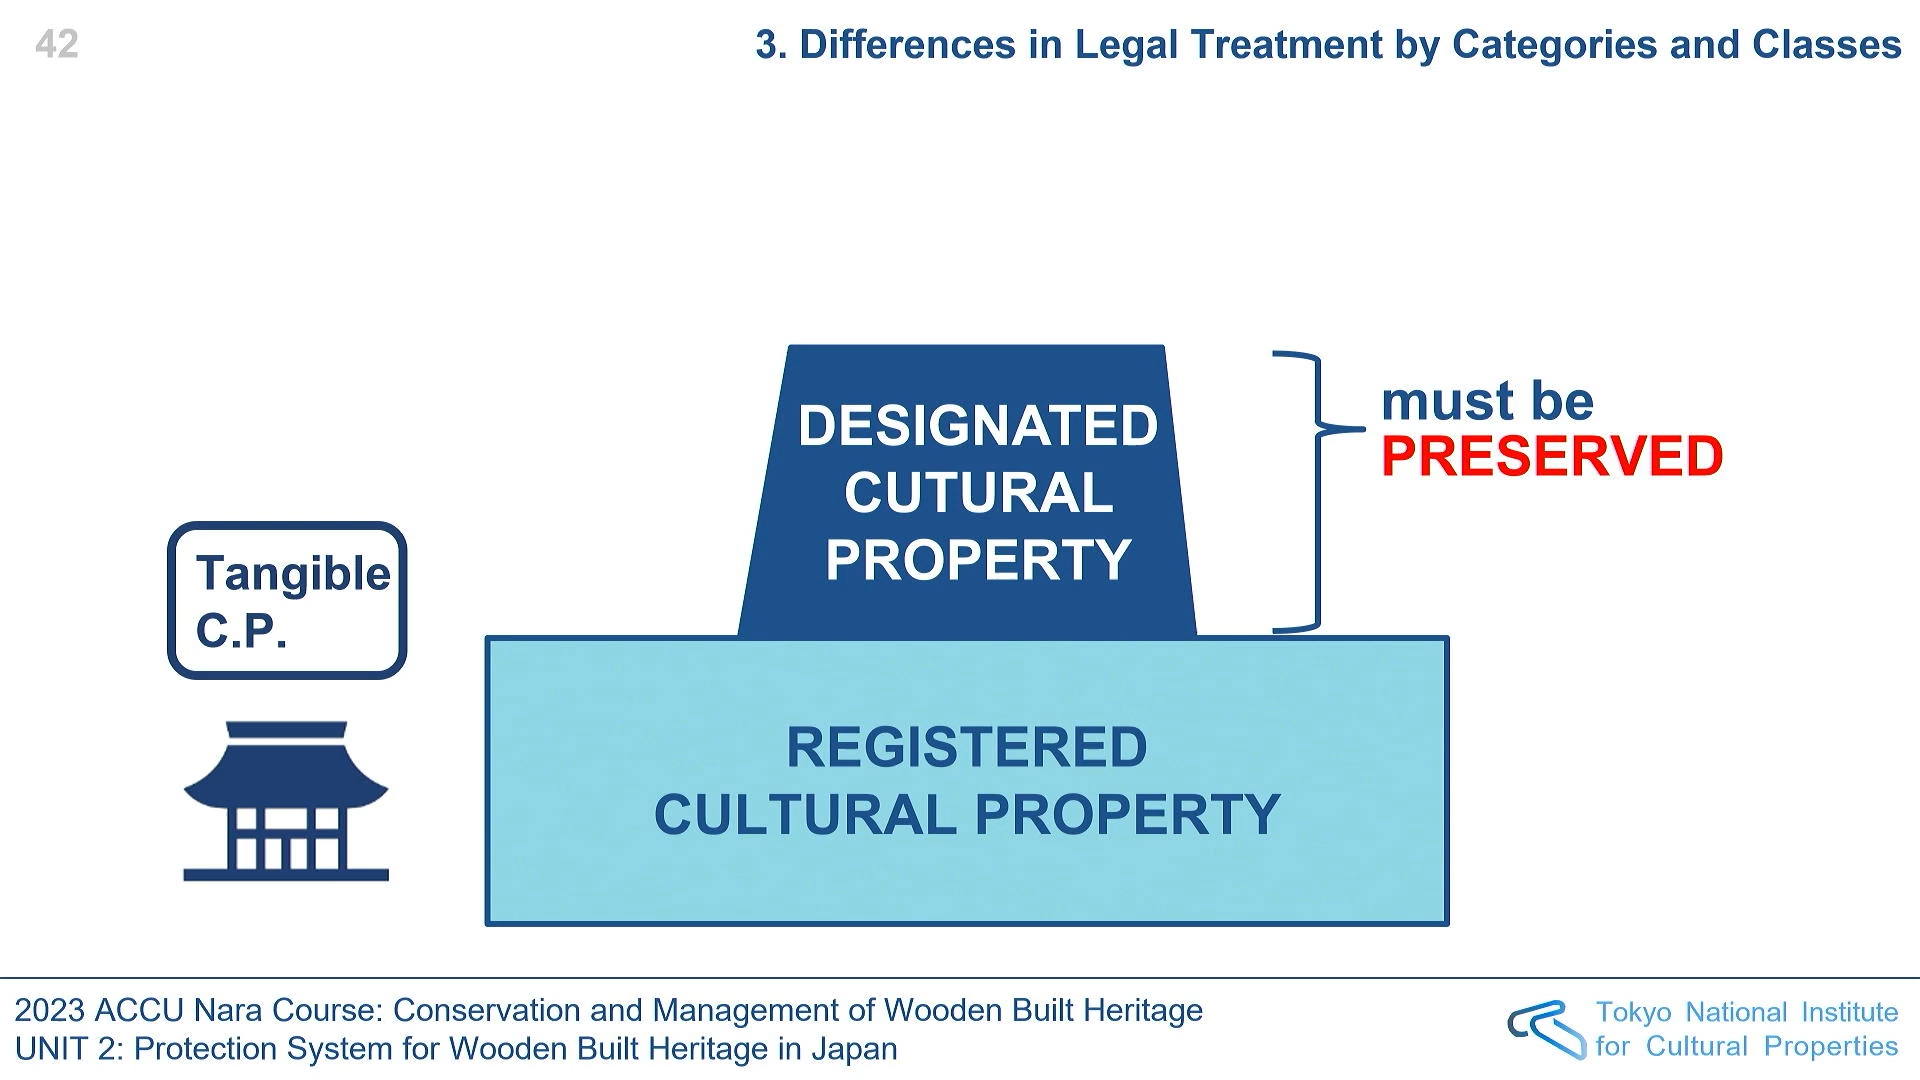 42
3. Differences in Legal Treatment by Categories and Classes
DESIGNATED
CUTURAL
PROPERTY
must be
PRESERVED
Tangible
C.P.
REGISTERED
CULTURAL PROPERTY
2023 ACCU Nara Course: Conservation and Management of Wooden Built Heritage
UNIT 2: Protection System for Wooden Built Heritage in Japan
Tokyo National Institute
for Cultural Properties